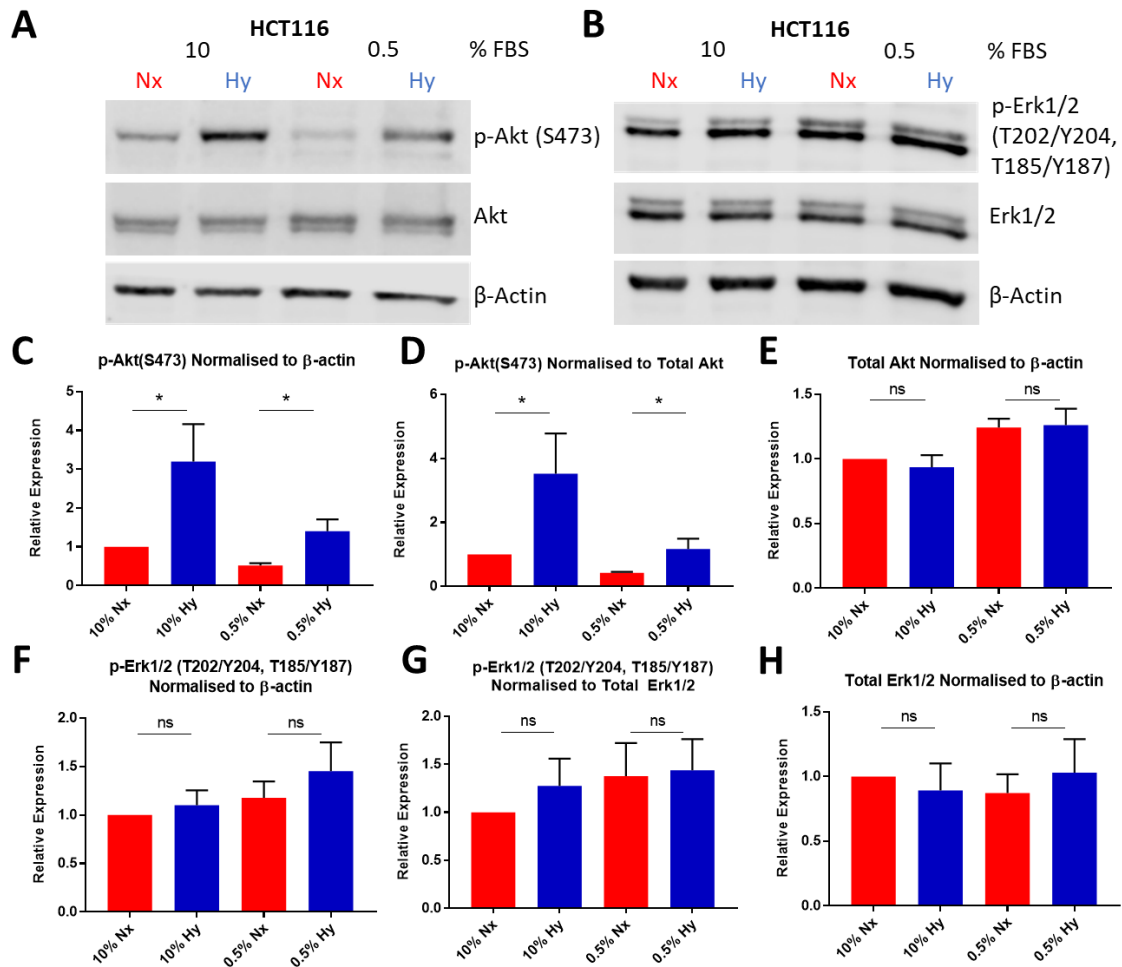 A
HCT116
10 0.5 % FBS
Nx Hy Nx Hy
p-Akt (S473)
Akt
β-Actin
B
HCT116
10 0.5 % FBS
Nx Hy Nx Hy
p-Erk1/2
(T202/Y204,
T185/Y187)
Erk1/2
β-Actin
C
p-Akt(S473) Normalised to β-actin
Relative Expression
5
4
3
2
1
0
* *
10% Nx 10% Hy 0.5% Nx 0.5% Hy
D
p-Akt(S473) Normalised to Total Akt
Relative Expression
6
4
2
0
* *
10% Nx 10% Hy 0.5% Nx 0.5% Hy
E
Total Akt Normalised to β-actin
Relative Expression
1.5
1.0
0.5
0.0
ns ns
10% Nx 10% Hy 0.5% Nx 0.5% Hy
F
p-Erk1/2 (T202/Y204, T185/Y187)
Normalised to β-actin
Relative Expression
2.0
1.5
1.0
0.5
0.0
ns ns
10% Nx 10% Hy 0.5% Nx 0.5% Hy
G
p-Erk1/2 (T202/Y204, T185/Y187)
Normalised to Total Erk1/2
Relative Expression
2.0
1.5
1.0
0.5
0.0
ns ns
10% Nx 10% Hy 0.5% Nx 0.5% Hy
H
Total Erk1/2 Normalised to β-actin
Relative Expression
1.5
1.0
0.5
0.0
ns ns
10% Nx 10% Hy 0.5% Nx 0.5% Hy